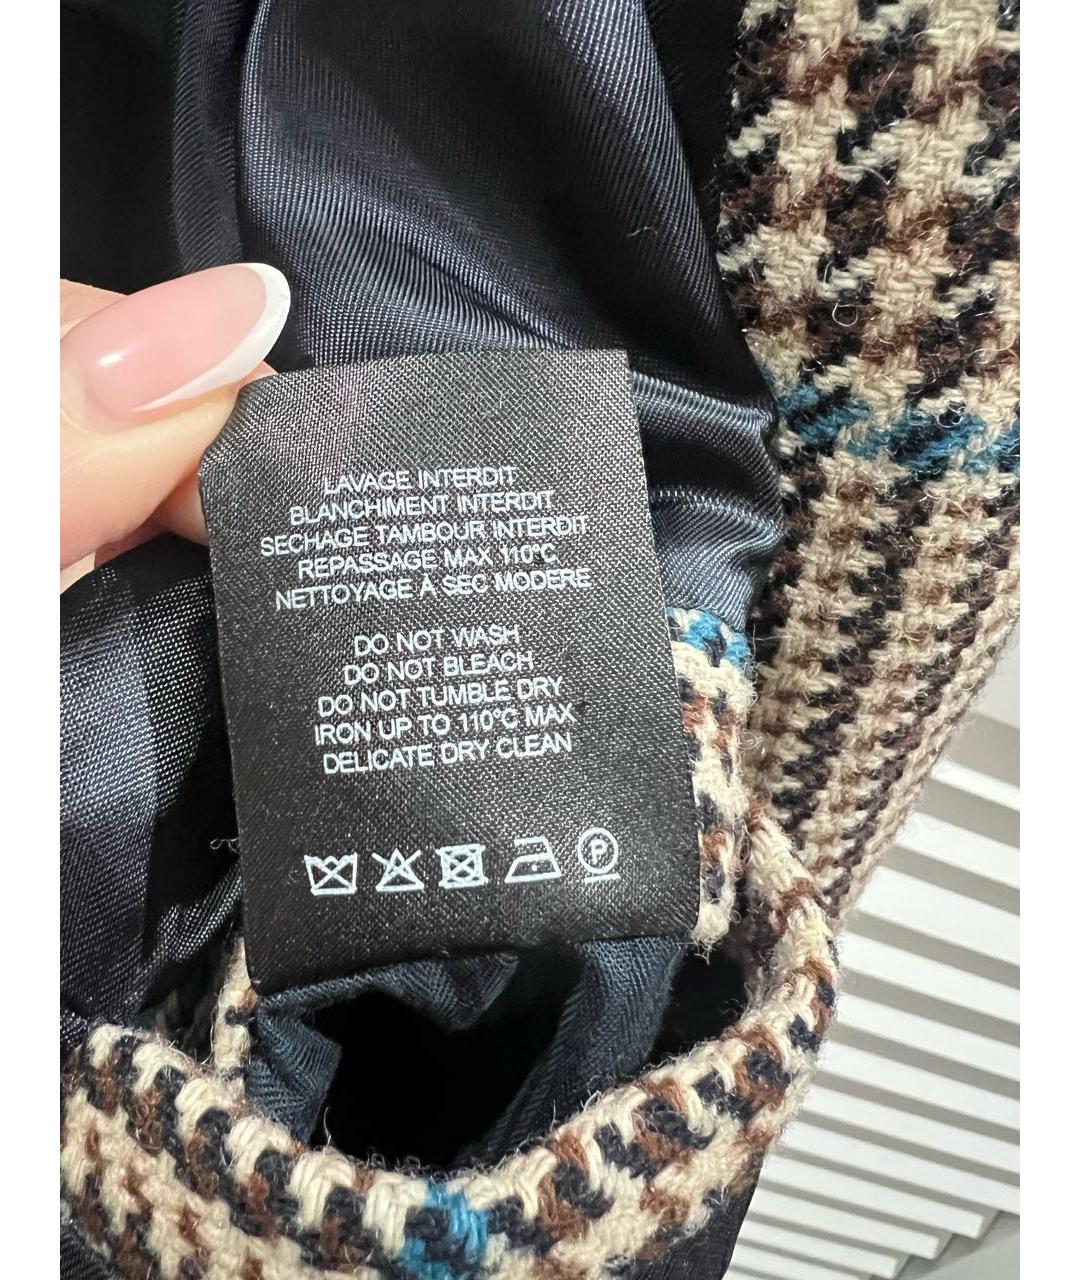 LAVAGE INTERDIT
BLANCHIMENT INTERDIT
SECHAGE TAMBOUR INTERDIT
REPASSAGE MAX 110°C
NETTOYAGE À SEC MODERE
DO NOT WASH
DO NOT BLEACH
DO NOT TUMBLE DRY
IRON UP TO 110°C MAX
DELICATE DRY CLEAN
P